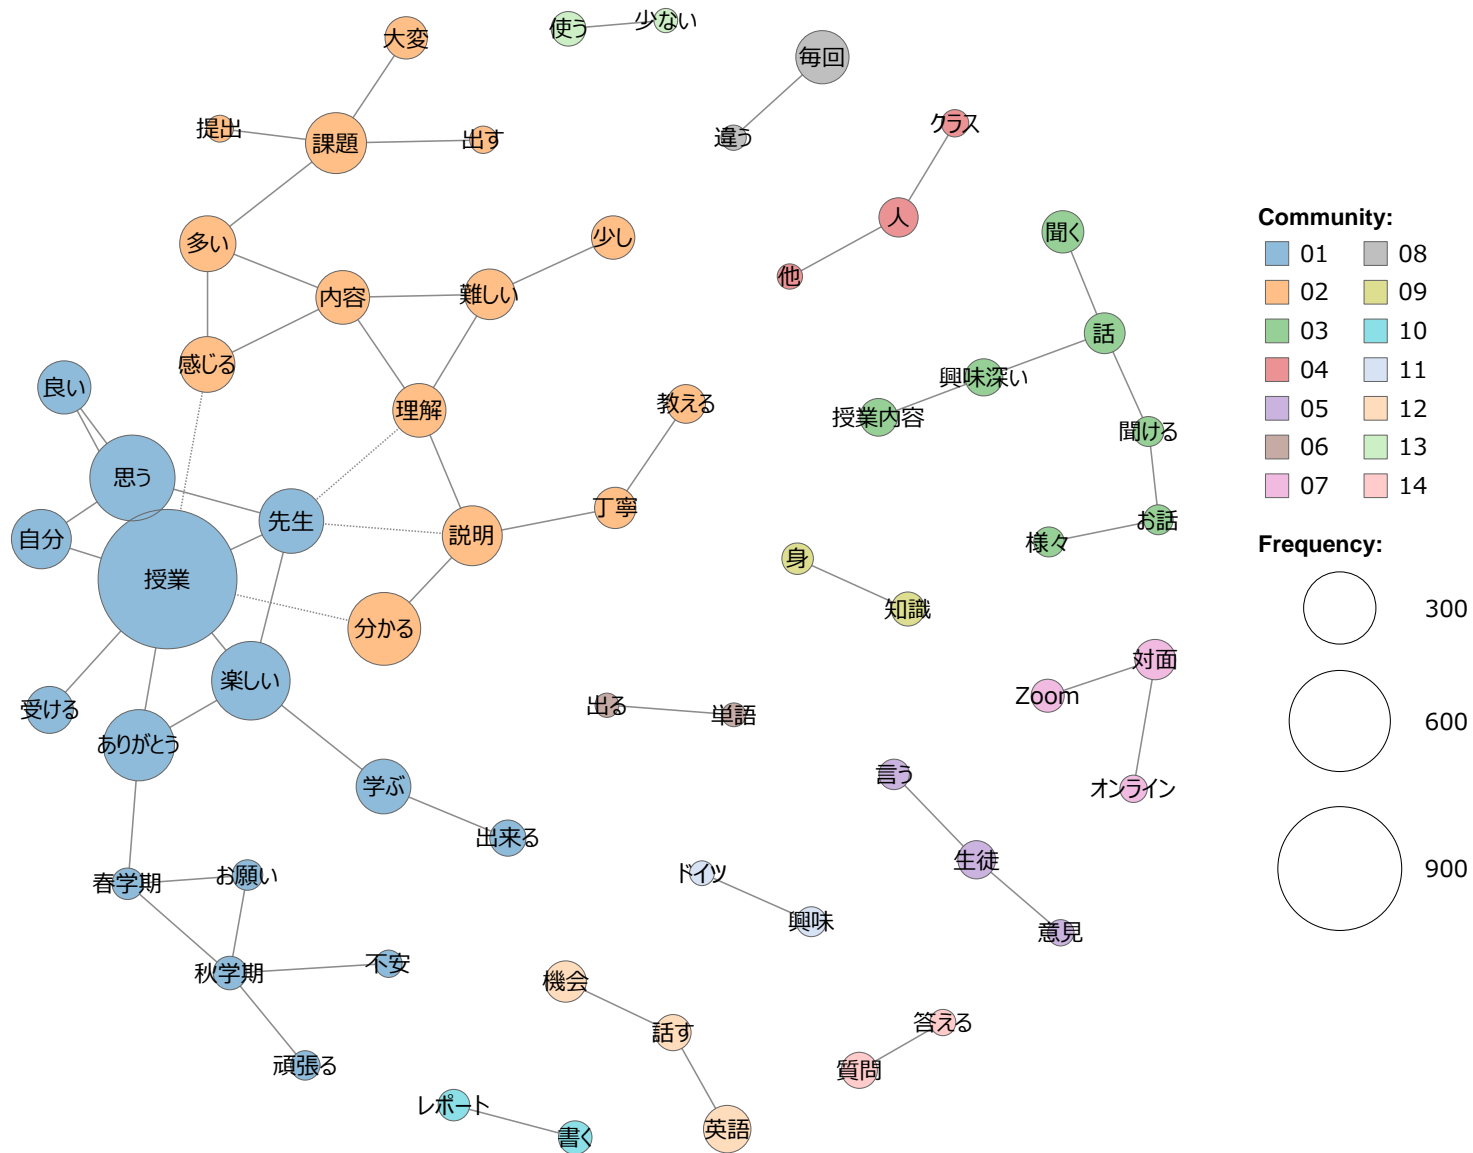 使う
少ない
大変
毎回
提出
課題
出す
違う
クラス
人
他
聞く
多い
少し
内容
難しい
話
感じる
興味深い
良い
理解
教える
授業内容
聞ける
思う
先生
丁寧
お話
自分
説明
様々
身
授業
知識
分かる
対面
楽しい
Zoom
受ける
出る
単語
ありがとう
言う
学ぶ
オンライン
出来る
生徒
春学期
お願い
ドイツ
興味
意見
秋学期
不安
機会
話す
答える
頑張る
質問
レポート
書く
英語
Community:
01
08
02
09
03
10
04
11
05
12
06
13
07
14
Frequency:
300
600
900